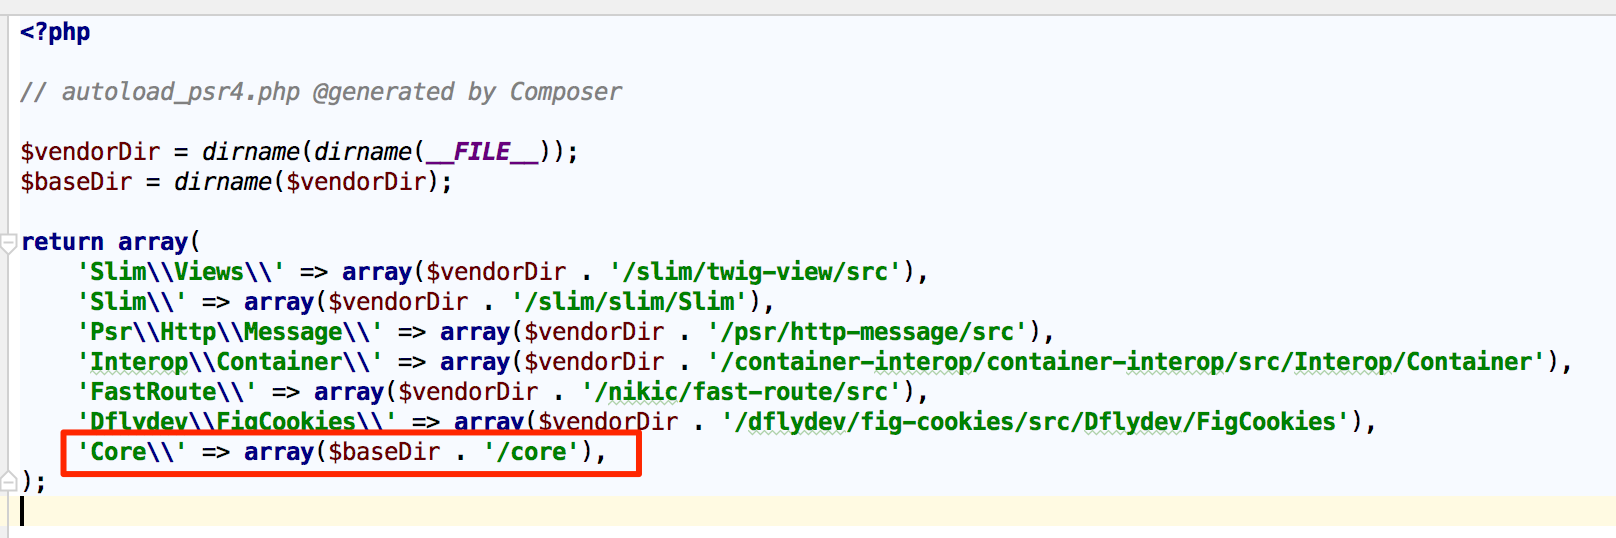 <?php
// autoload_psr4.php @generated by Composer
$vendorDir = dirname(dirname(__FILE__));
$baseDir = dirname($vendorDir);
return array(
    'Slim\\Views\\' => array($vendorDir . '/slim/twig-view/src'),
    'Slim\\' => array($vendorDir . '/slim/slim/Slim'),
    'Psr\\Http\\Message\\' => array($vendorDir . '/psr/http-message/src'),
    'Interop\\Container\\' => array($vendorDir . '/container-interop/container-interop/src/Interop/Container'),
    'FastRoute\\' => array($vendorDir . '/nikic/fast-route/src'),
    'Dflydev\\FigCookies\\' => array($vendorDir . '/dflydev/fig-cookies/src/Dflydev/FigCookies'),
    'Core\\' => array($baseDir . '/core'),
);